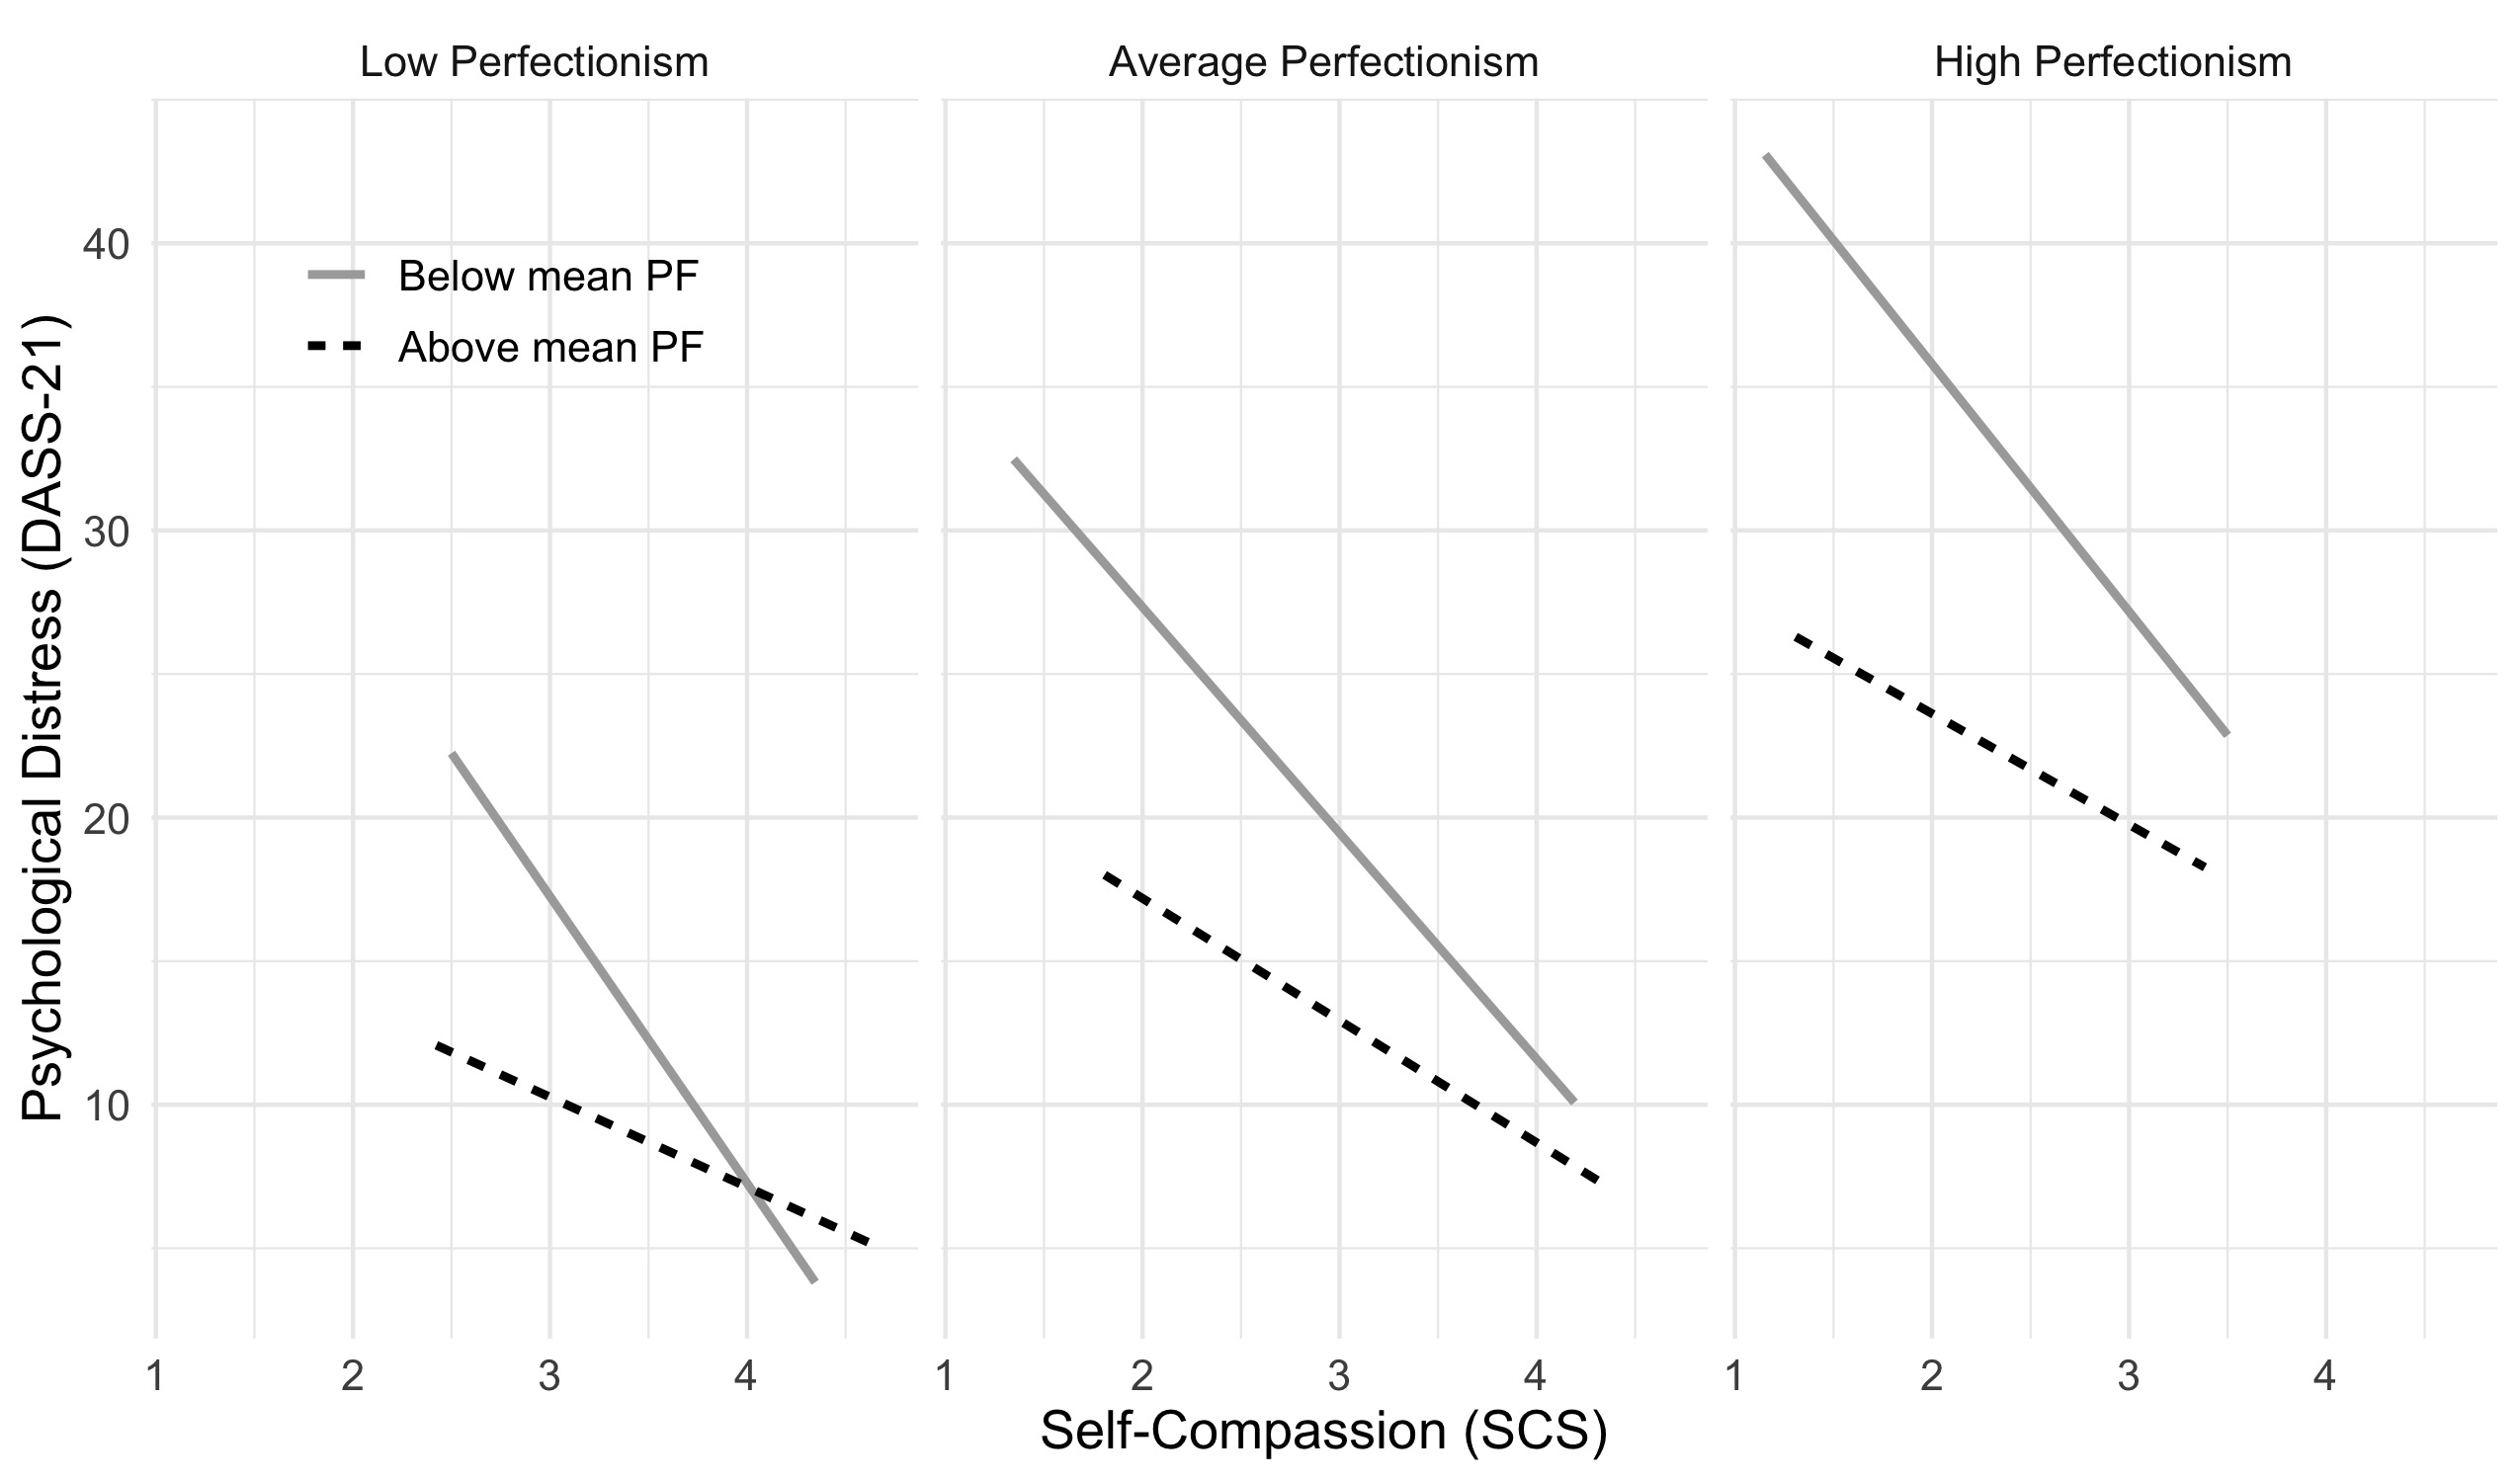 Low Perfectionism
Average Perfectionism
High Perfectionism
Psychological Distress (DASS-21)
40
30
20
10
Below mean PF
Above mean PF
1 2 3 4
1 2 3 4
1 2 3 4
Self-Compassion (SCS)